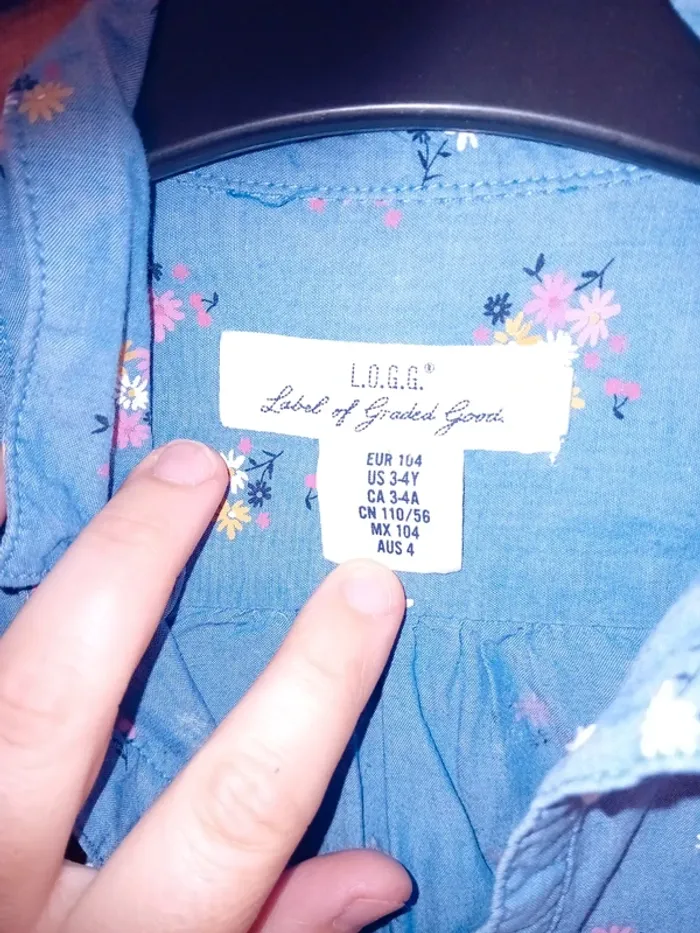 L.O.G.G.®
Label of Graded Goods
EUR 104
US 3-4Y
CA 3-4A
CN 110/56
MX 104
AUS 4